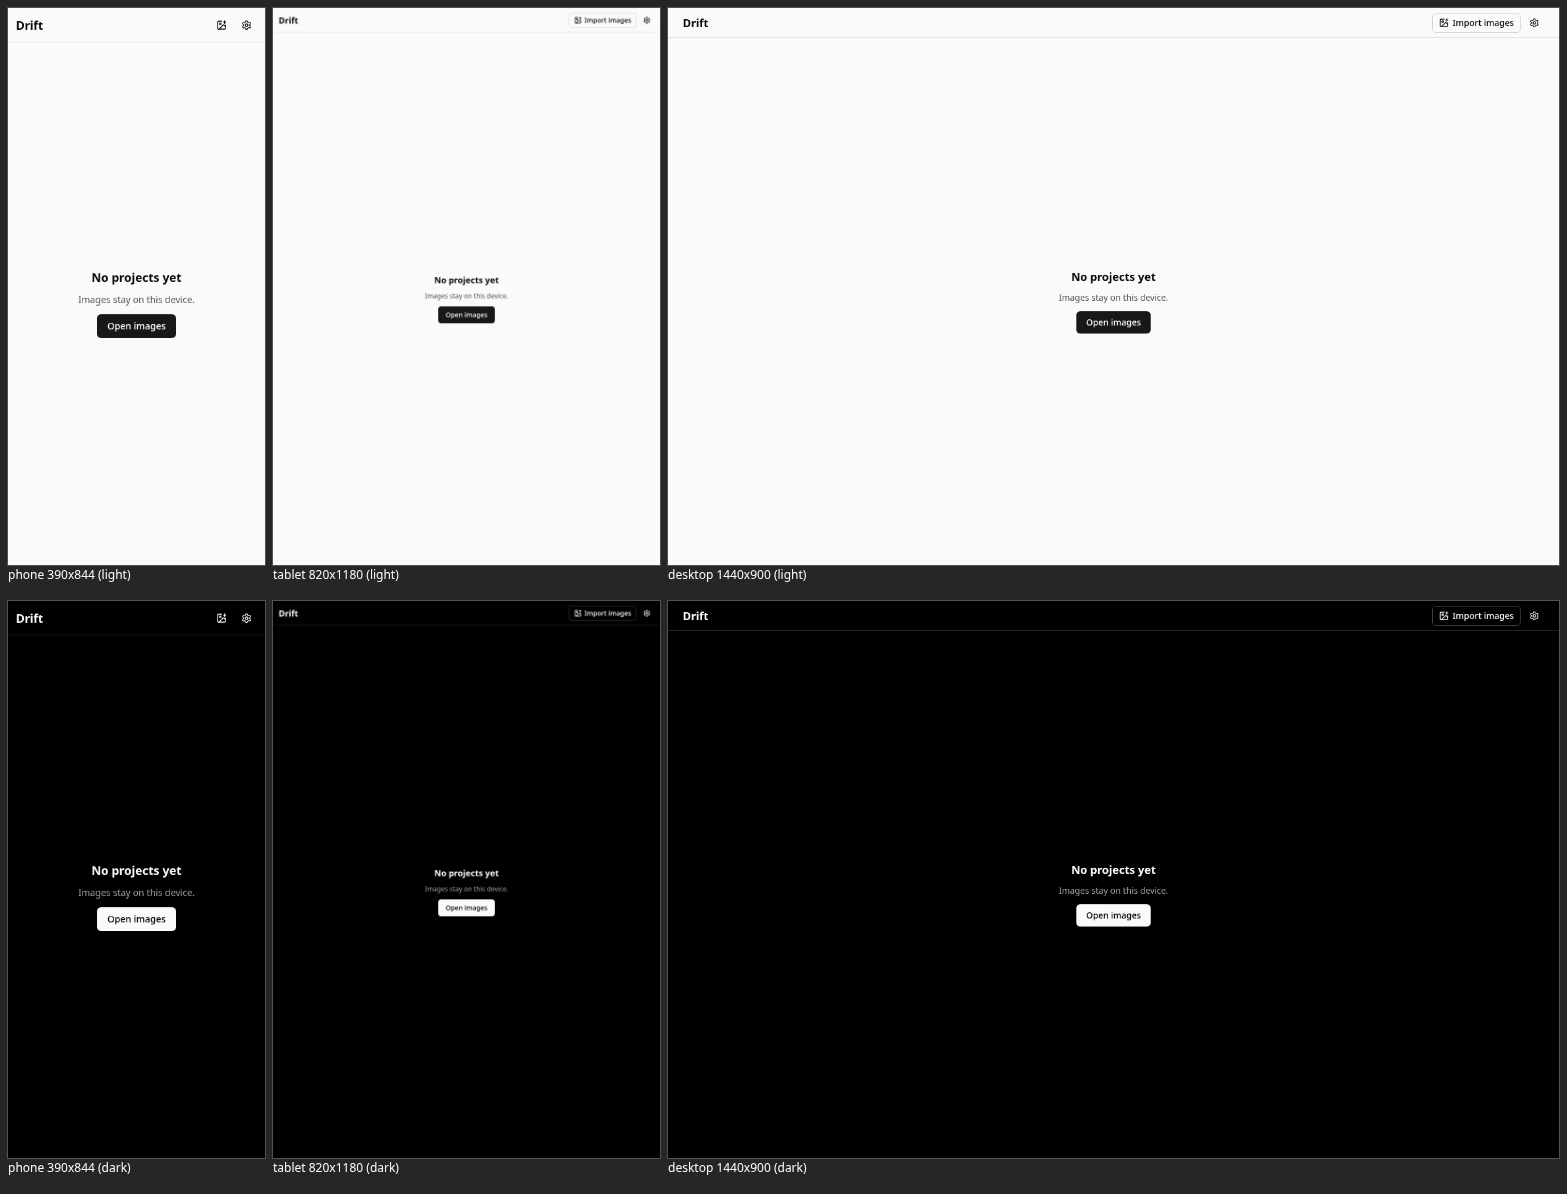 Drift
No projects yet
Images stay on this device.
Open images
phone 390x844 (light)
Drift
Import images
No projects yet
Images stay on this device.
Open images
tablet 820x1180 (light)
Drift
Import images
No projects yet
Images stay on this device.
Open images
desktop 1440x900 (light)
Drift
No projects yet
Images stay on this device.
Open images
phone 390x844 (dark)
Drift
Import images
No projects yet
Images stay on this device.
Open images
tablet 820x1180 (dark)
Drift
Import images
No projects yet
Images stay on this device.
Open images
desktop 1440x900 (dark)